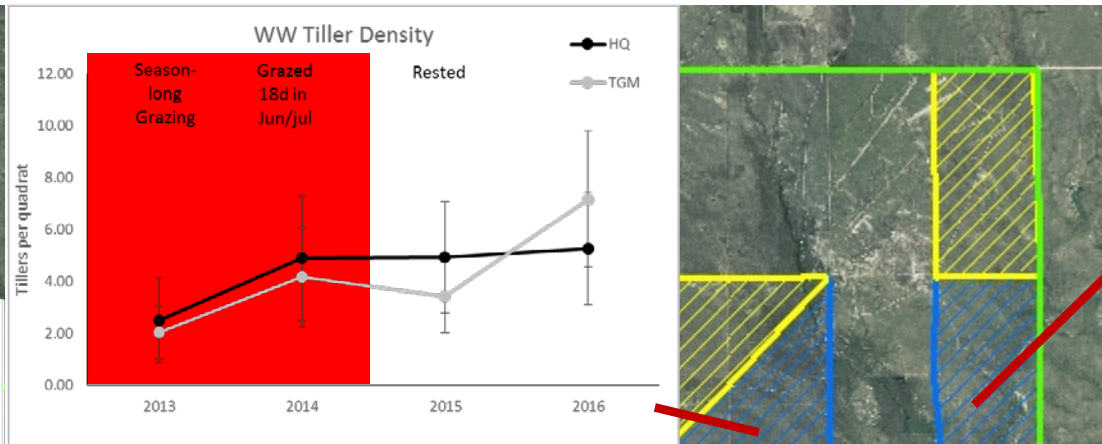 WW Tiller Density
HQ
TGM
Season-
long
Grazing
Grazed
18d in
Jun/jul
Rested
Tillers per quadrat
12.00
10.00
8.00
6.00
4.00
2.00
0.00
2013 2014 2015 2016